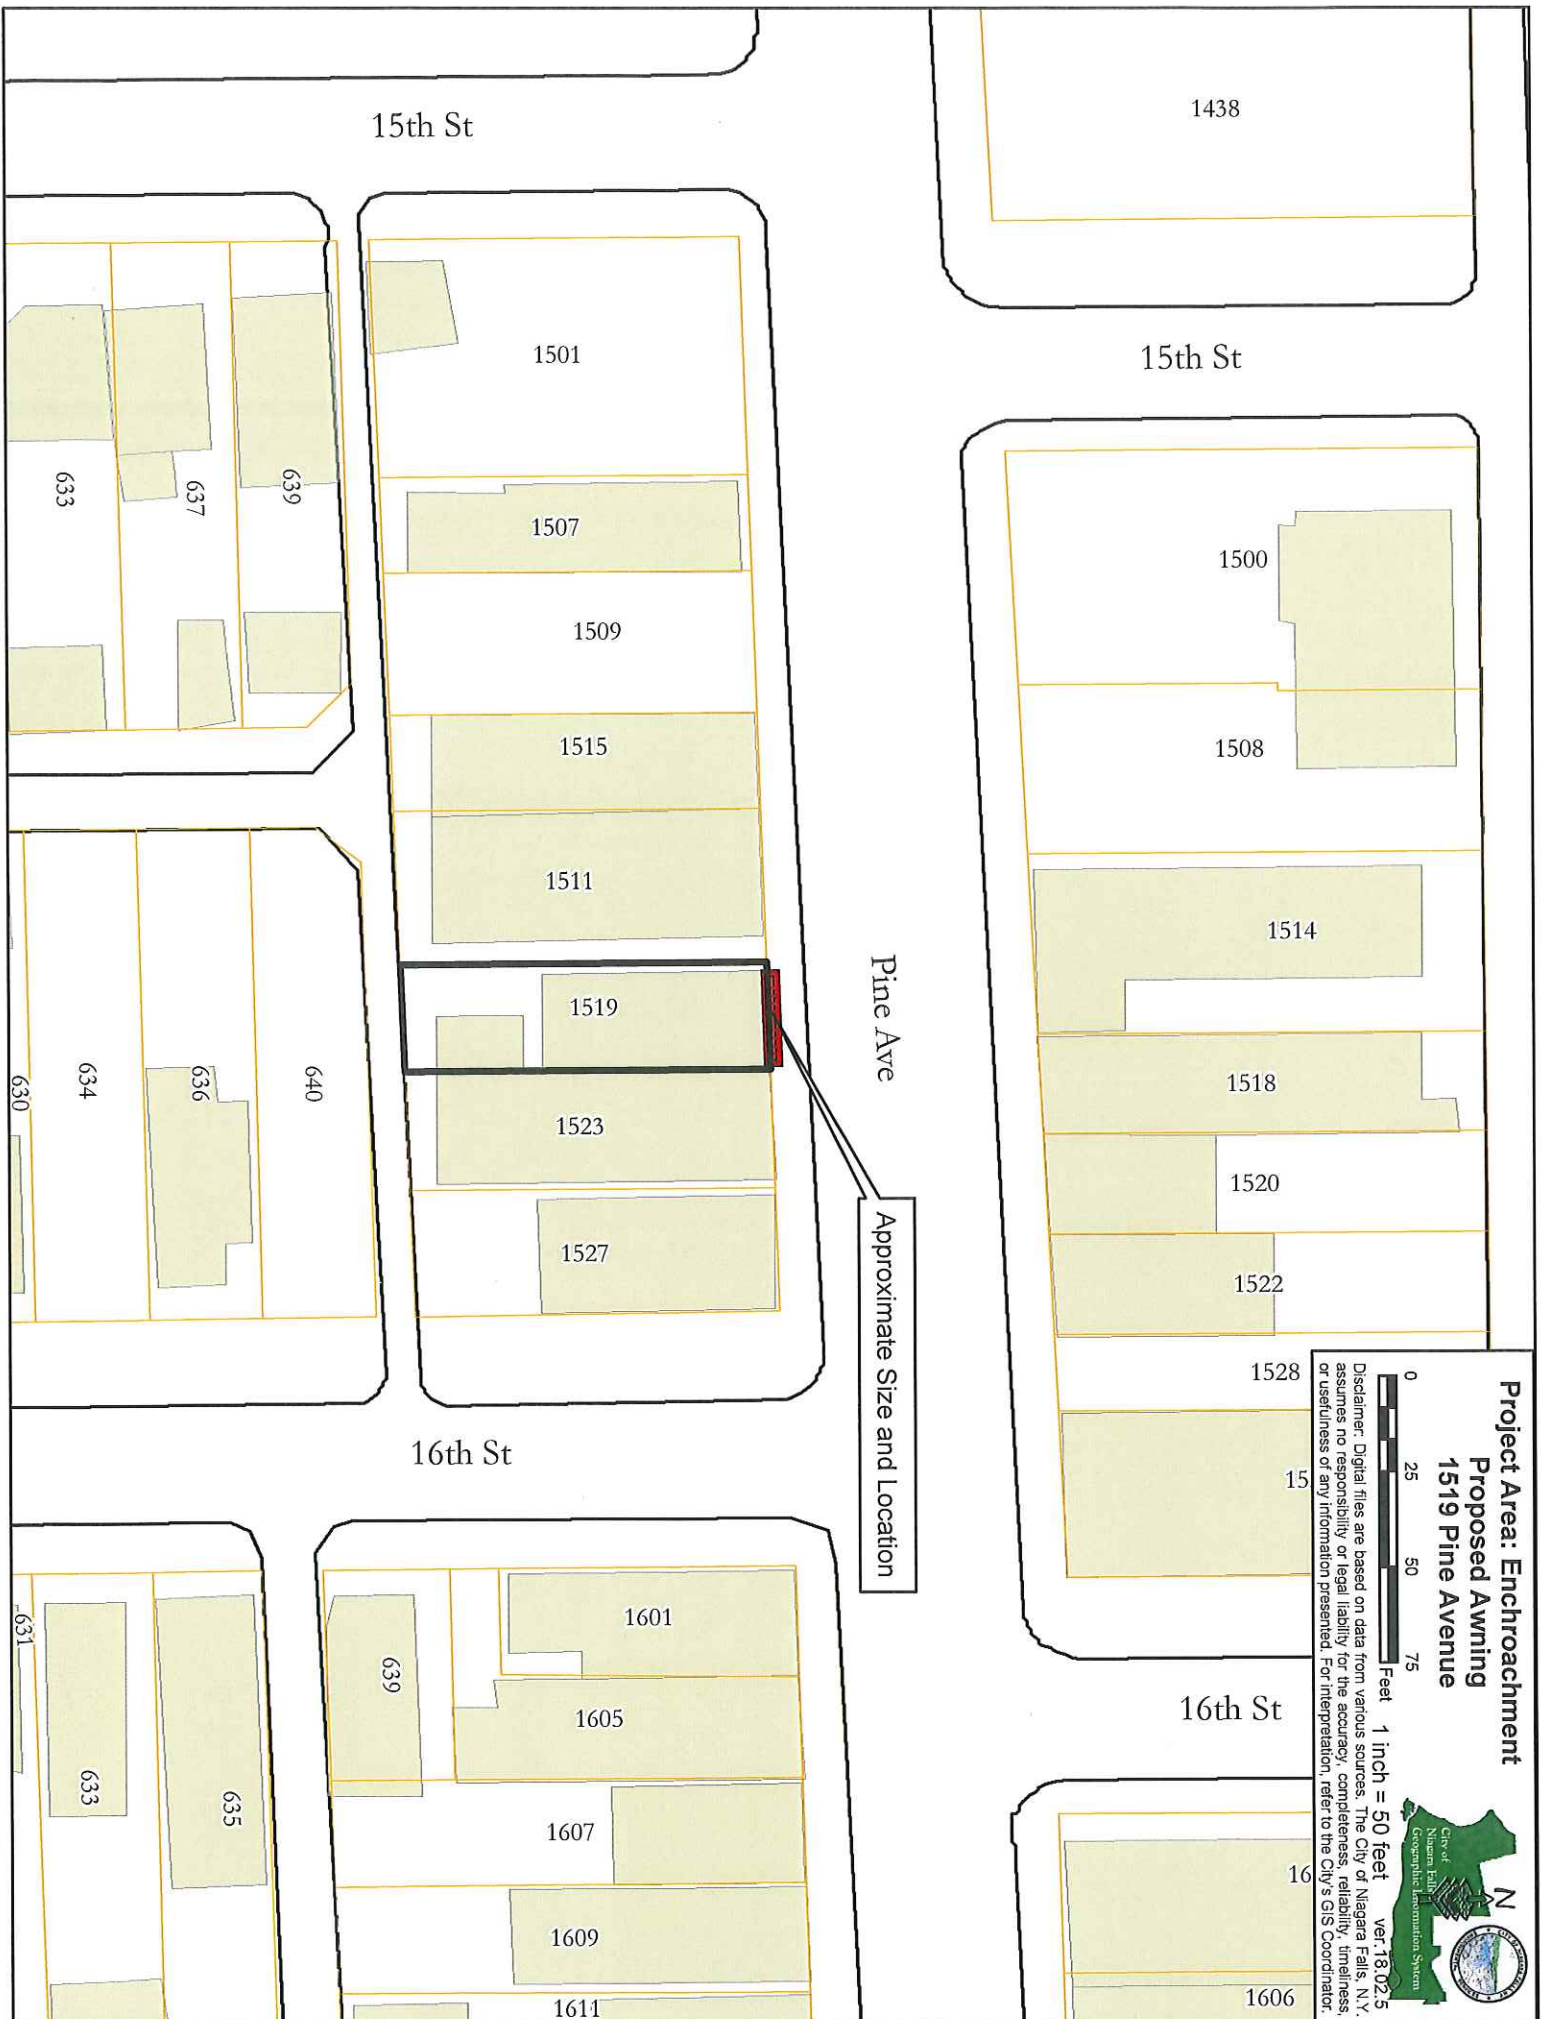 Project Area: Enchroachment
Proposed Awning
1519 Pine Avenue
0 25 50 75
Feet 1 inch = 50 feet ver.18.02.5
Disclaimer: Digital files are based on data from various sources. The City of Niagara Falls, N.Y.
assumes no responsibility or legal liability for the accuracy, completeness, reliability, timeliness,
or usefulness of any information presented. For interpretation, refer to the City's GIS Coordinator.
N
City of
Niagara Falls
Geographic Information System
1438
15th St
15th St
1501
1500
639
637
633
1507
1509
1508
1515
1511
1514
Pine Ave
1519
1518
640
636
634
630
1523
1520
1527
1522
Approximate Size and Location
1528
16th St
15
1601
631
639
1605
16th St
633
635
1607
16
1609
1606
1611